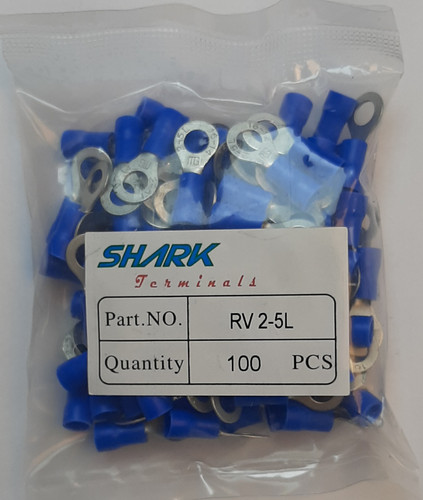 SHARK
Terminals
Part.NO. RV 2-5L
Quantity 100 PCS